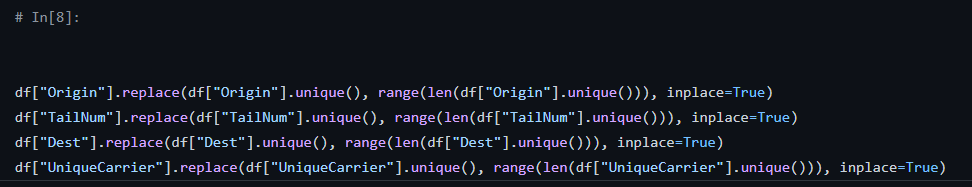 # In[8]:
df["Origin"].replace(df["Origin"].unique(), range(len(df["Origin"].unique())), inplace=True)
df["TailNum"].replace(df["TailNum"].unique(), range(len(df["TailNum"].unique())), inplace=True)
df["Dest"].replace(df["Dest"].unique(), range(len(df["Dest"].unique())), inplace=True)
df["UniqueCarrier"].replace(df["UniqueCarrier"].unique(), range(len(df["UniqueCarrier"].unique())), inplace=True)